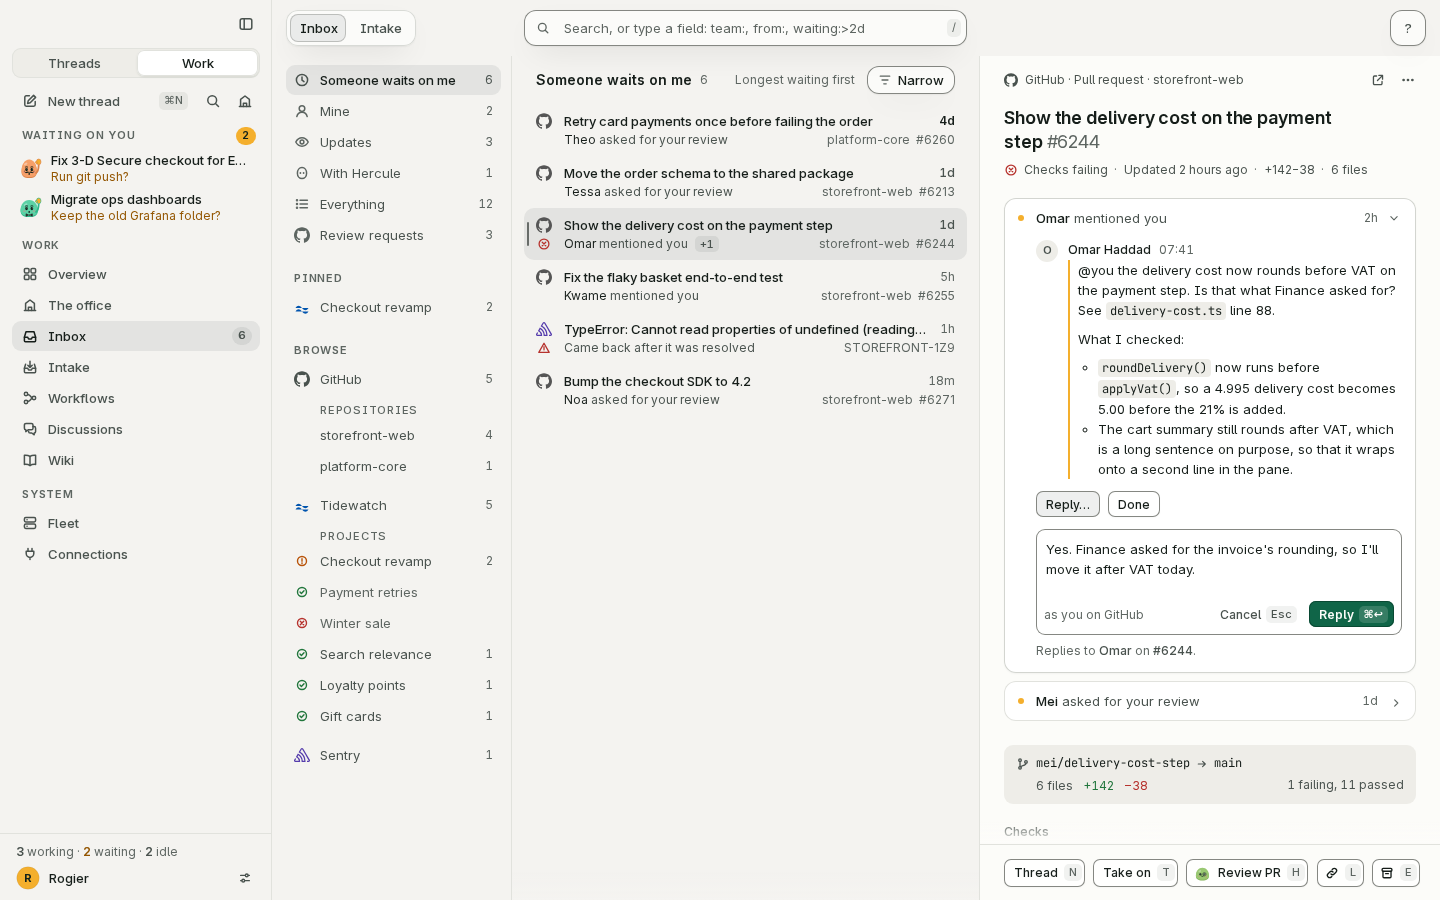 Threads
Work
New thread
⌘N
WAITING ON YOU
2
Fix 3-D Secure checkout for E…
Run git push?
Migrate ops dashboards
Keep the old Grafana folder?
WORK
Overview
The office
Inbox
6
Intake
Workflows
Discussions
Wiki
SYSTEM
Fleet
Connections
3 working · 2 waiting · 2 idle
R
Rogier
Inbox
Intake
Someone waits on me 6
Mine 2
Updates 3
With Hercule 1
Everything 12
Review requests 3
PINNED
Checkout revamp 2
BROWSE
GitHub 5
REPOSITORIES
storefront-web 4
platform-core 1
Tidewatch 5
PROJECTS
Checkout revamp 2
Payment retries
Winter sale
Search relevance 1
Loyalty points 1
Gift cards 1
Sentry 1
Search, or type a field: team:, from:, waiting:>2d
/
?
Someone waits on me 6
Longest waiting first
Narrow
Retry card payments once before failing the order 4d
Theo asked for your review platform-core #6260
Move the order schema to the shared package 1d
Tessa asked for your review storefront-web #6213
Show the delivery cost on the payment step 1d
Omar mentioned you +1 storefront-web #6244
Fix the flaky basket end-to-end test 5h
Kwame mentioned you storefront-web #6255
TypeError: Cannot read properties of undefined (reading… 1h
Came back after it was resolved STOREFRONT-1Z9
Bump the checkout SDK to 4.2 18m
Noa asked for your review storefront-web #6271
GitHub · Pull request · storefront-web
Show the delivery cost on the payment
step #6244
Checks failing · Updated 2 hours ago · +142−38 · 6 files
Omar mentioned you 2h
O
Omar Haddad 07:41
@you the delivery cost now rounds before VAT on
the payment step. Is that what Finance asked for?
See delivery-cost.ts line 88.
What I checked:
roundDelivery() now runs before
applyVat(), so a 4.995 delivery cost becomes
5.00 before the 21% is added.
The cart summary still rounds after VAT, which
is a long sentence on purpose, so that it wraps
onto a second line in the pane.
Reply…
Done
Yes. Finance asked for the invoice's rounding, so I'll
move it after VAT today.
as you on GitHub
Cancel Esc
Reply ⌘↩
Replies to Omar on #6244.
Mei asked for your review 1d
mei/delivery-cost-step → main
6 files +142 −38 1 failing, 11 passed
Checks
Thread N
Take on T
Review PR H
L
E